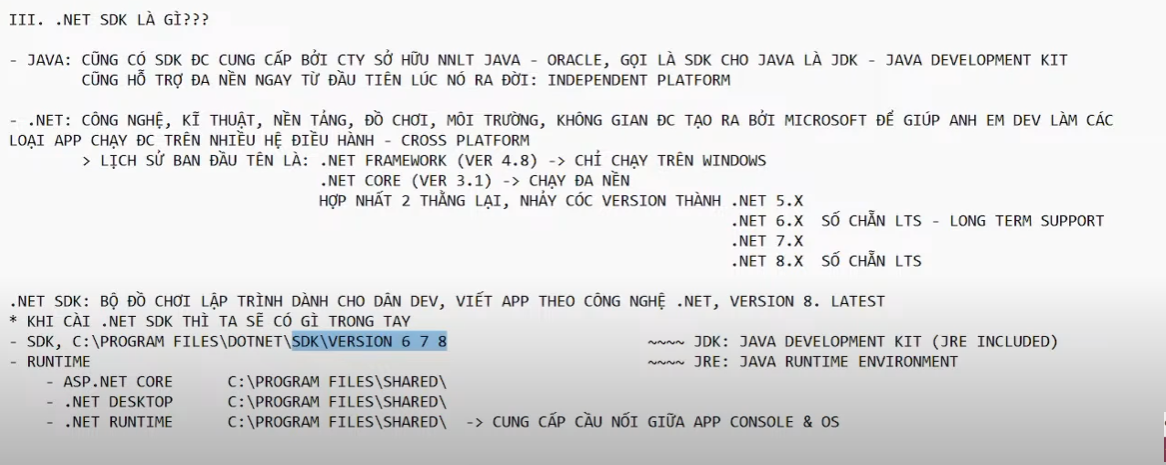 III. .NET SDK LÀ GÌ???
- JAVA: CŨNG CÓ SDK ĐC CUNG CẤP BỞI CTY SỞ HỮU NNLT JAVA - ORACLE, GỌI LÀ SDK CHO JAVA LÀ JDK - JAVA DEVELOPMENT KIT
CŨNG HỖ TRỢ ĐA NỀN NGAY TỪ ĐẦU TIÊN LÚC NÓ RA ĐỜI: INDEPENDENT PLATFORM
- .NET: CÔNG NGHỆ, KĨ THUẬT, NỀN TẢNG, ĐỒ CHƠI, MÔI TRƯỜNG, KHÔNG GIAN ĐC TẠO RA BỞI MICROSOFT ĐỂ GIÚP ANH EM DEV LÀM CÁC
LOẠI APP CHẠY ĐC TRÊN NHIỀU HỆ ĐIỀU HÀNH - CROSS PLATFORM
> LỊCH SỬ BAN ĐẦU TÊN LÀ: .NET FRAMEWORK (VER 4.8) -> CHỈ CHẠY TRÊN WINDOWS
.NET CORE (VER 3.1) -> CHẠY ĐA NỀN
HỢP NHẤT 2 THẰNG LẠI, NHẢY CÓC VERSION THÀNH .NET 5.X
.NET 6.X SỐ CHẴN LTS - LONG TERM SUPPORT
.NET 7.X
.NET 8.X SỐ CHẴN LTS
.NET SDK: BỘ ĐỒ CHƠI LẬP TRÌNH DÀNH CHO DÂN DEV, VIẾT APP THEO CÔNG NGHỆ .NET, VERSION 8. LATEST
* KHI CÀI .NET SDK THÌ TA SẼ CÓ GÌ TRONG TAY
- SDK, C:\PROGRAM FILES\DOTNET\SDK\VERSION 6 7 8 ~~~~ JDK: JAVA DEVELOPMENT KIT (JRE INCLUDED)
- RUNTIME ~~~~ JRE: JAVA RUNTIME ENVIRONMENT
- ASP.NET CORE C:\PROGRAM FILES\SHARED\
- .NET DESKTOP C:\PROGRAM FILES\SHARED\
- .NET RUNTIME C:\PROGRAM FILES\SHARED\ -> CUNG CẤP CẦU NỐI GIỮA APP CONSOLE & OS